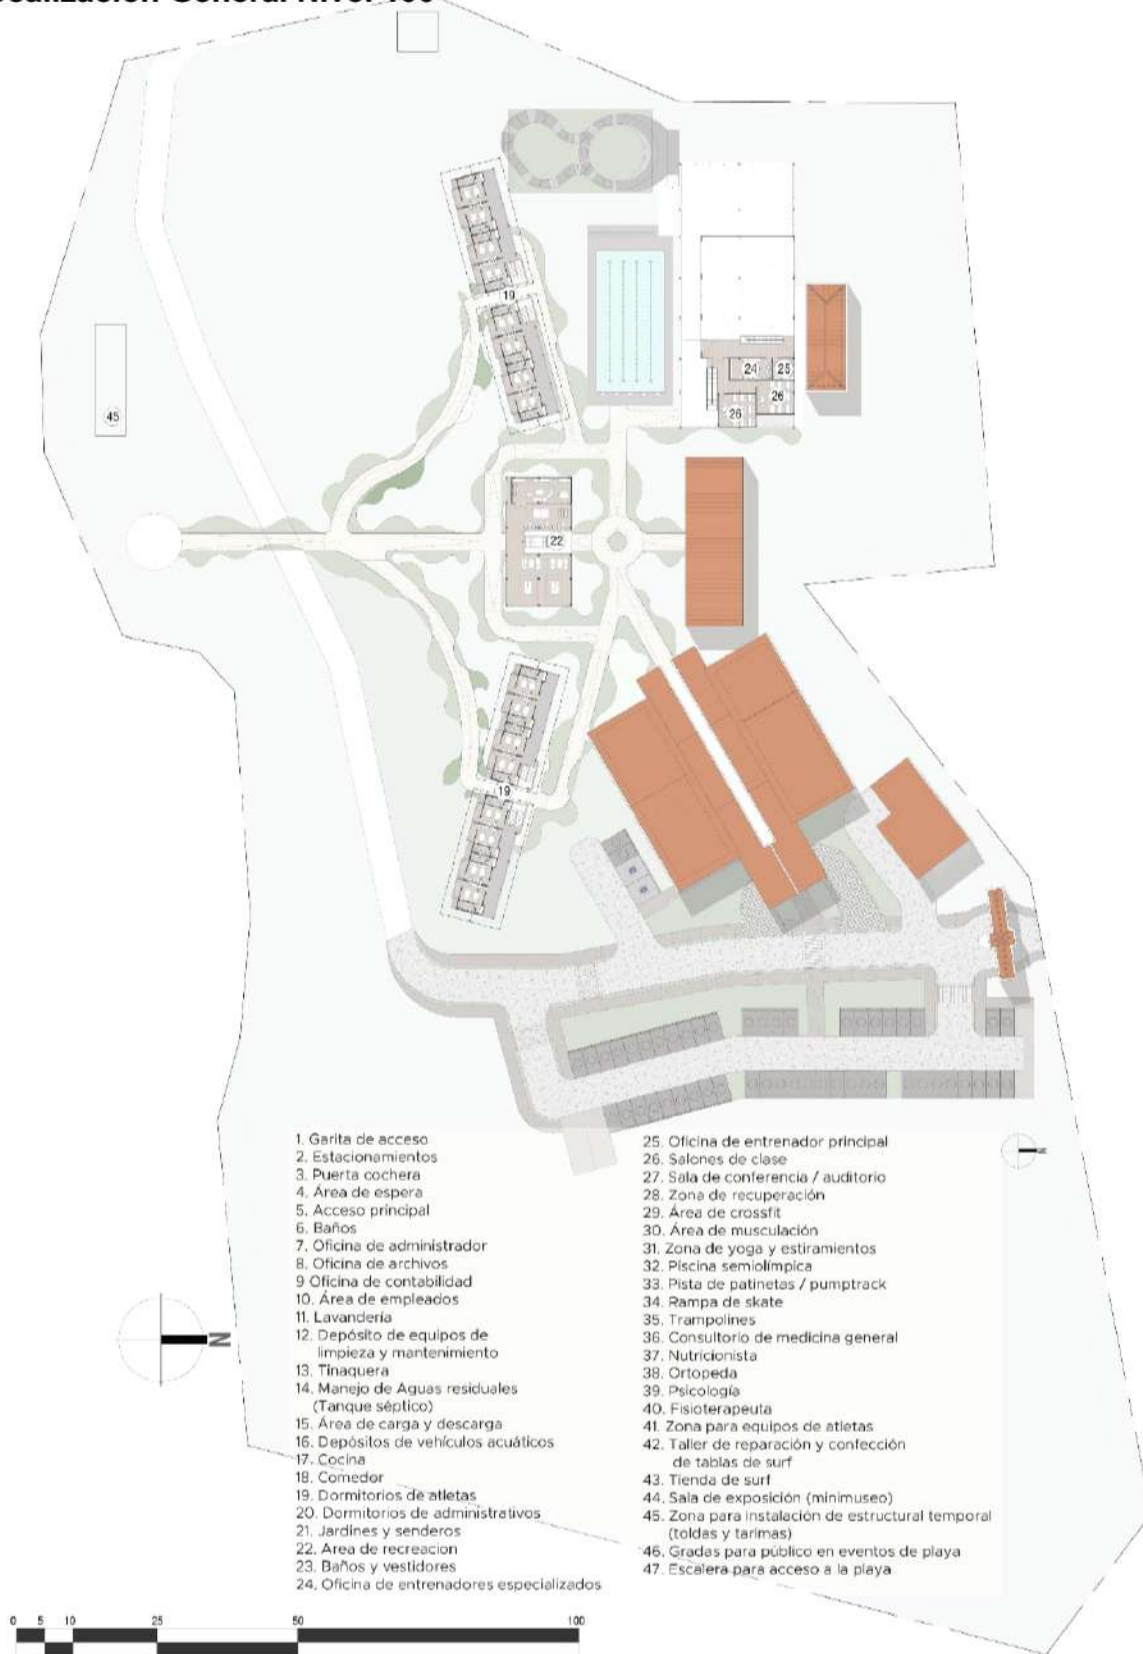 General Nivel
19
24
25
26
26
45
22
19
1. Garita de acceso
2. Estacionamientos
3. Puerta cochera
4. Área de espera
5. Acceso principal
6. Baños
7. Oficina de administrador
8. Oficina de archivos
9 Oficina de contabilidad
10. Área de empleados
11. Lavandería
12. Depósito de equipos de
limpieza y mantenimiento
13. Tinaquera
14. Manejo de Aguas residuales
(Tanque séptico)
15. Área de carga y descarga
16. Depósitos de vehículos acuáticos
17. Cocina
18. Comedor
19. Dormitorios de atletas
20. Dormitorios de administrativos
21. Jardines y senderos
22. Area de recreacion
23. Baños y vestidores
24. Oficina de entrenadores especializados
25. Oficina de entrenador principal
26. Salones de clase
27. Sala de conferencia / auditorio
28. Zona de recuperación
29. Área de crossfit
30. Área de musculación
31. Zona de yoga y estiramientos
32. Piscina semiolímpica
33. Pista de patinetas / pumptrack
34. Rampa de skate
35. Trampolines
36. Consultorio de medicina general
37. Nutricionista
38. Ortopeda
39. Psicología
40. Fisioterapeuta
41. Zona para equipos de atletas
42. Taller de reparación y confección
de tablas de surf
43. Tienda de surf
44. Sala de exposición (minimuseo)
45. Zona para instalación de estructural temporal
(toldas y tarimas)
46. Gradas para público en eventos de playa
47. Escalera para acceso a la playa
N
N
0 5 10 25 50 100